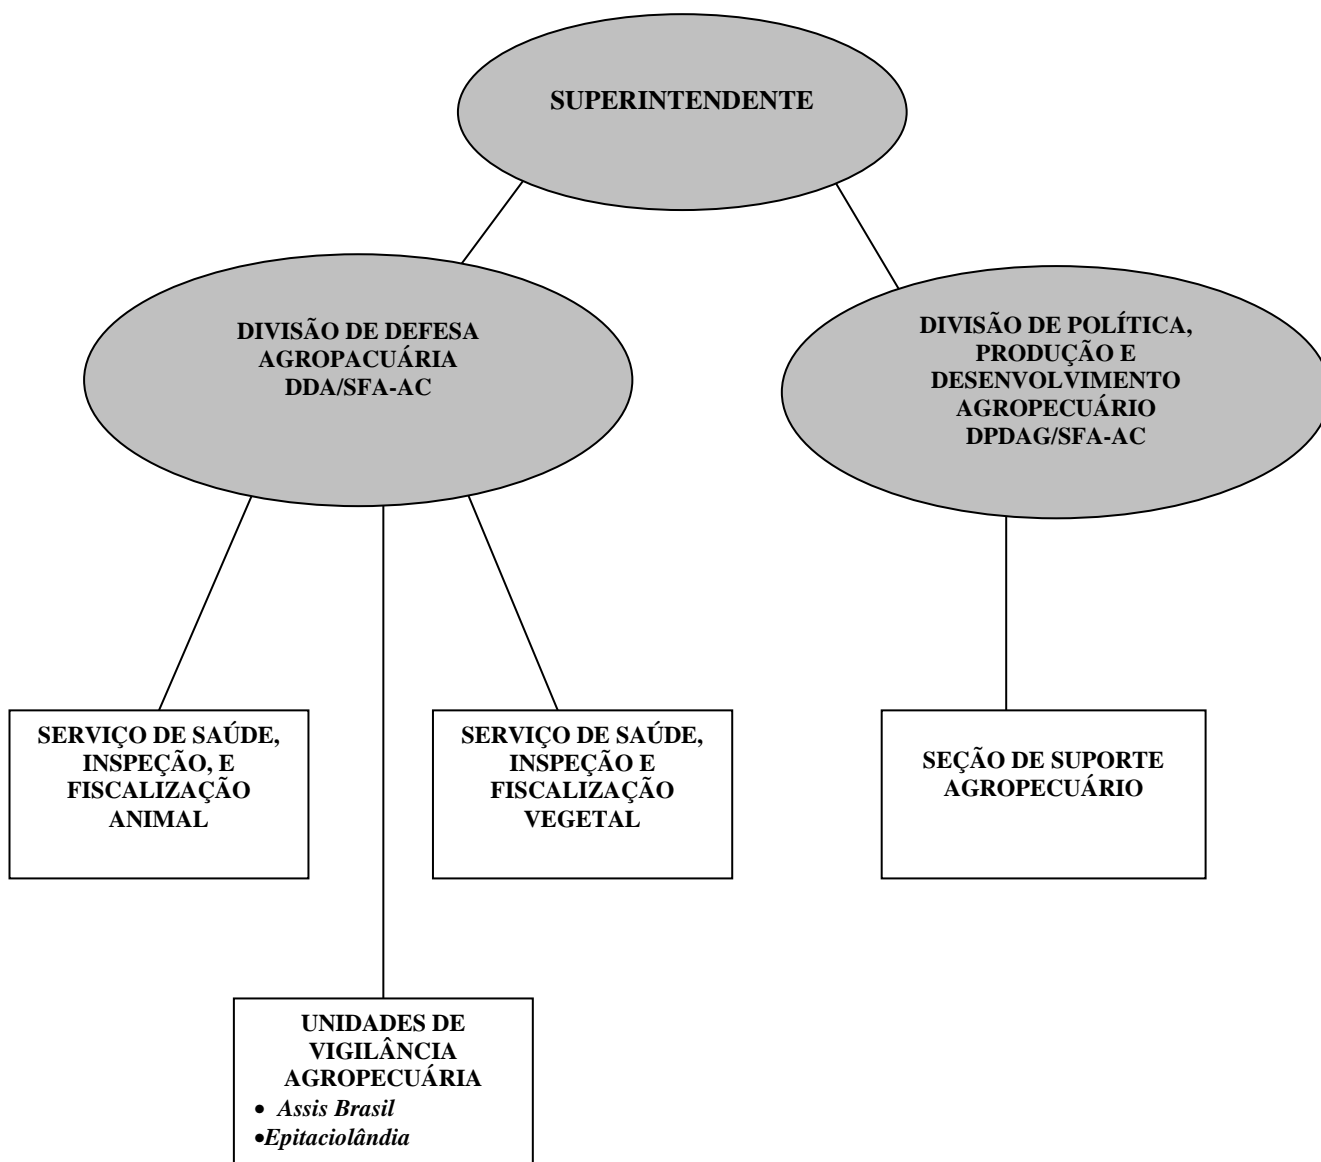 SUPERINTENDENTE
DIVISÃO DE DEFESA
AGROPACUÁRIA
DDA/SFA-AC
DIVISÃO DE POLÍTICA,
PRODUÇÃO E
DESENVOLVIMENTO
AGROPECUÁRIO
DPDAG/SFA-AC
SERVIÇO DE SAÚDE,
INSPEÇÃO, E
FISCALIZAÇÃO
ANIMAL
SERVIÇO DE SAÚDE,
INSPEÇÃO E
FISCALIZAÇÃO
VEGETAL
SEÇÃO DE SUPORTE
AGROPECUÁRIO
UNIDADES DE
VIGILÂNCIA
AGROPECUÁRIA
• Assis Brasil
•Epitaciolândia